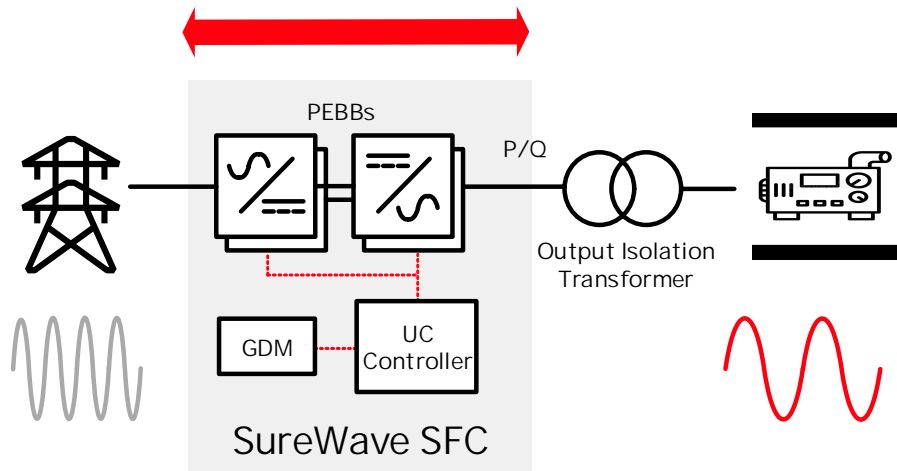 PEBBs
P/Q
Output Isolation
Transformer
GDM
UC
Controller
SureWave SFC